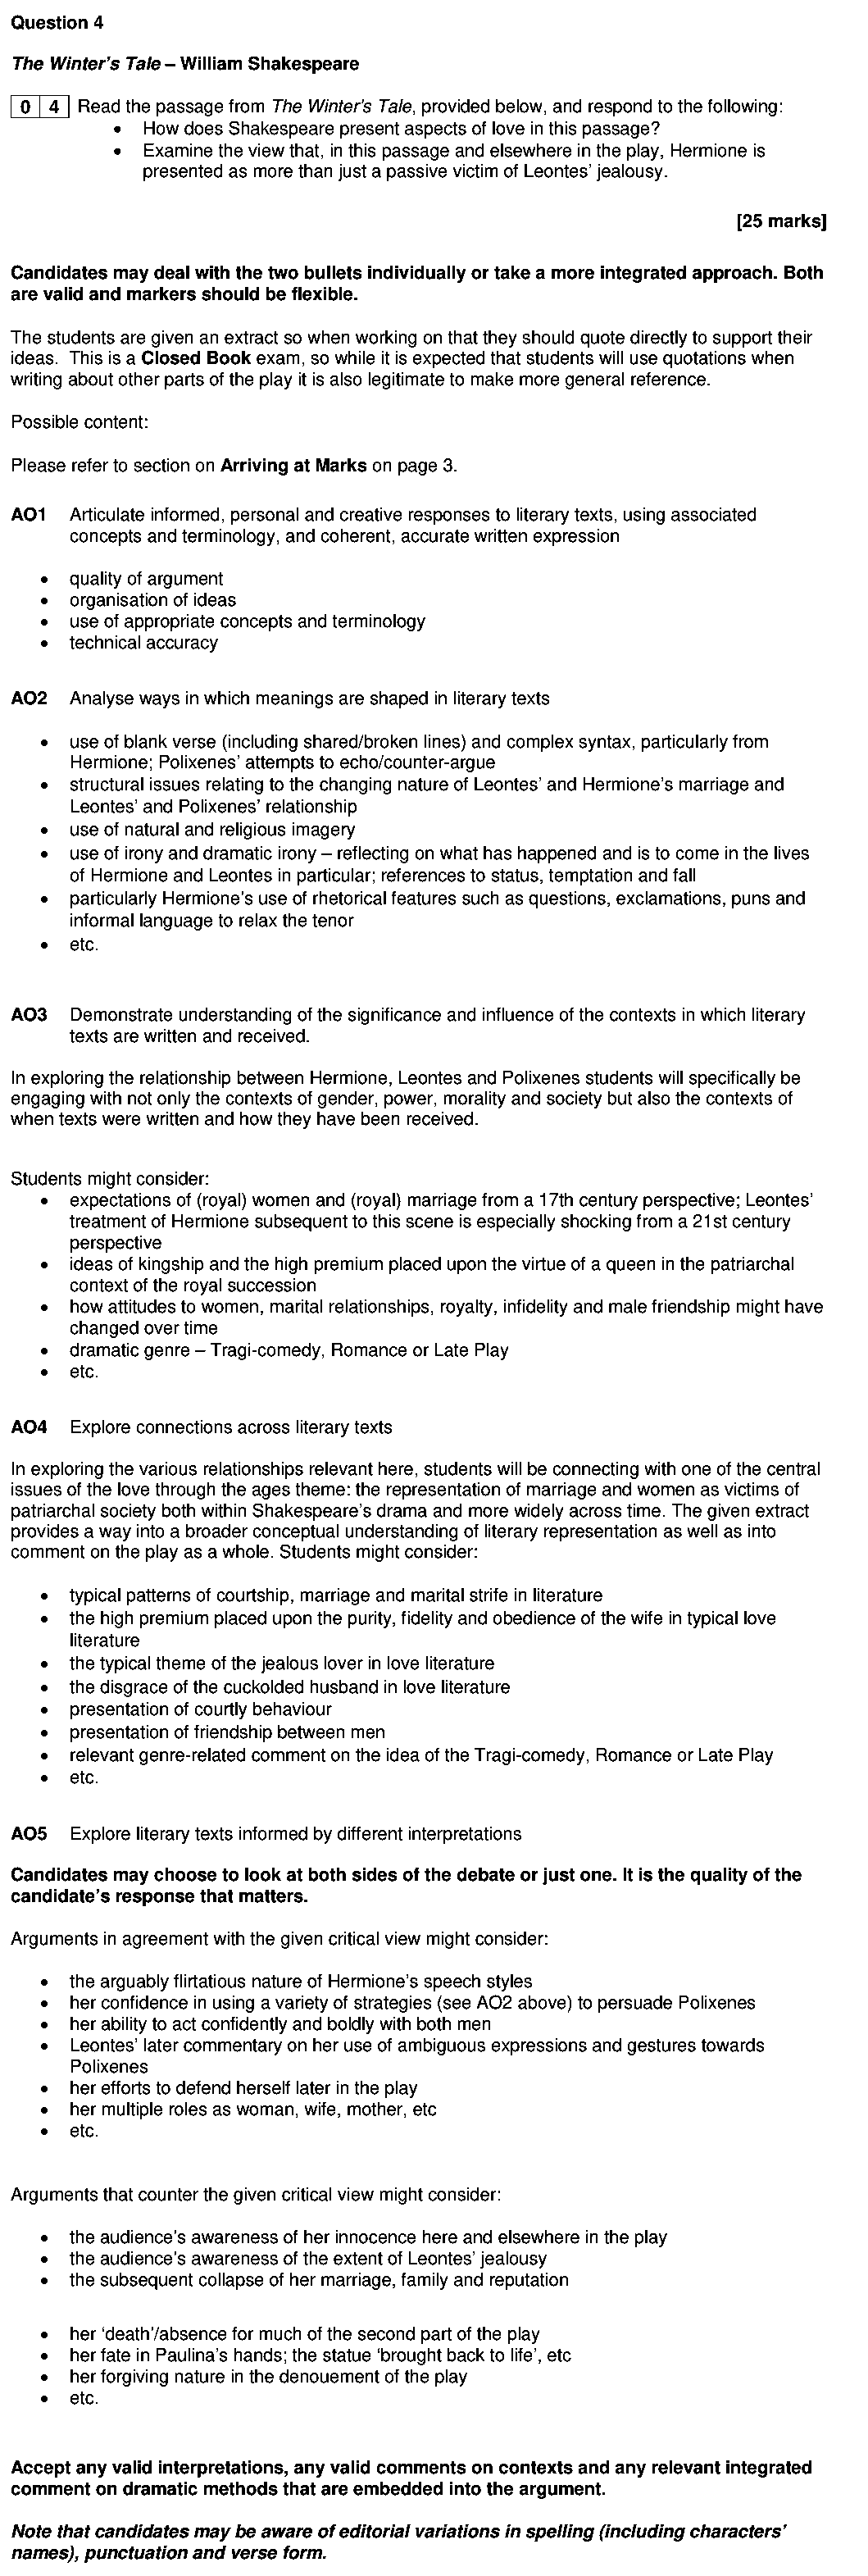 Question 4
The Winter's Tale – William Shakespeare
0 4 Read the passage from The Winter's Tale, provided below, and respond to the following:
• How does Shakespeare present aspects of love in this passage?
• Examine the view that, in this passage and elsewhere in the play, Hermione is
presented as more than just a passive victim of Leontes' jealousy.
[25 marks]
Candidates may deal with the two bullets individually or take a more integrated approach. Both
are valid and markers should be flexible.
The students are given an extract so when working on that they should quote directly to support their
ideas. This is a Closed Book exam, so while it is expected that students will use quotations when
writing about other parts of the play it is also legitimate to make more general reference.
Possible content:
Please refer to section on Arriving at Marks on page 3.
AO1 Articulate informed, personal and creative responses to literary texts, using associated
concepts and terminology, and coherent, accurate written expression
• quality of argument
• organisation of ideas
• use of appropriate concepts and terminology
• technical accuracy
AO2 Analyse ways in which meanings are shaped in literary texts
• use of blank verse (including shared/broken lines) and complex syntax, particularly from
Hermione; Polixenes' attempts to echo/counter-argue
• structural issues relating to the changing nature of Leontes' and Hermione's marriage and
Leontes' and Polixenes' relationship
• use of natural and religious imagery
• use of irony and dramatic irony – reflecting on what has happened and is to come in the lives
of Hermione and Leontes in particular; references to status, temptation and fall
• particularly Hermione's use of rhetorical features such as questions, exclamations, puns and
informal language to relax the tenor
• etc.
AO3 Demonstrate understanding of the significance and influence of the contexts in which literary
texts are written and received.
In exploring the relationship between Hermione, Leontes and Polixenes students will specifically be
engaging with not only the contexts of gender, power, morality and society but also the contexts of
when texts were written and how they have been received.
Students might consider:
• expectations of (royal) women and (royal) marriage from a 17th century perspective; Leontes'
treatment of Hermione subsequent to this scene is especially shocking from a 21st century
perspective
• ideas of kingship and the high premium placed upon the virtue of a queen in the patriarchal
context of the royal succession
• how attitudes to women, marital relationships, royalty, infidelity and male friendship might have
changed over time
• dramatic genre – Tragi-comedy, Romance or Late Play
• etc.
AO4 Explore connections across literary texts
In exploring the various relationships relevant here, students will be connecting with one of the central
issues of the love through the ages theme: the representation of marriage and women as victims of
patriarchal society both within Shakespeare's drama and more widely across time. The given extract
provides a way into a broader conceptual understanding of literary representation as well as into
comment on the play as a whole. Students might consider:
• typical patterns of courtship, marriage and marital strife in literature
• the high premium placed upon the purity, fidelity and obedience of the wife in typical love
literature
• the typical theme of the jealous lover in love literature
• the disgrace of the cuckolded husband in love literature
• presentation of courtly behaviour
• presentation of friendship between men
• relevant genre-related comment on the idea of the Tragi-comedy, Romance or Late Play
• etc.
AO5 Explore literary texts informed by different interpretations
Candidates may choose to look at both sides of the debate or just one. It is the quality of the
candidate's response that matters.
Arguments in agreement with the given critical view might consider:
• the arguably flirtatious nature of Hermione's speech styles
• her confidence in using a variety of strategies (see AO2 above) to persuade Polixenes
• her ability to act confidently and boldly with both men
• Leontes' later commentary on her use of ambiguous expressions and gestures towards
Polixenes
• her efforts to defend herself later in the play
• her multiple roles as woman, wife, mother, etc
• etc.
Arguments that counter the given critical view might consider:
• the audience's awareness of her innocence here and elsewhere in the play
• the audience's awareness of the extent of Leontes' jealousy
• the subsequent collapse of her marriage, family and reputation
• her 'death'/absence for much of the second part of the play
• her fate in Paulina's hands; the statue 'brought back to life', etc
• her forgiving nature in the denouement of the play
• etc.
Accept any valid interpretations, any valid comments on contexts and any relevant integrated
comment on dramatic methods that are embedded into the argument.
Note that candidates may be aware of editorial variations in spelling (including characters'
names), punctuation and verse form.